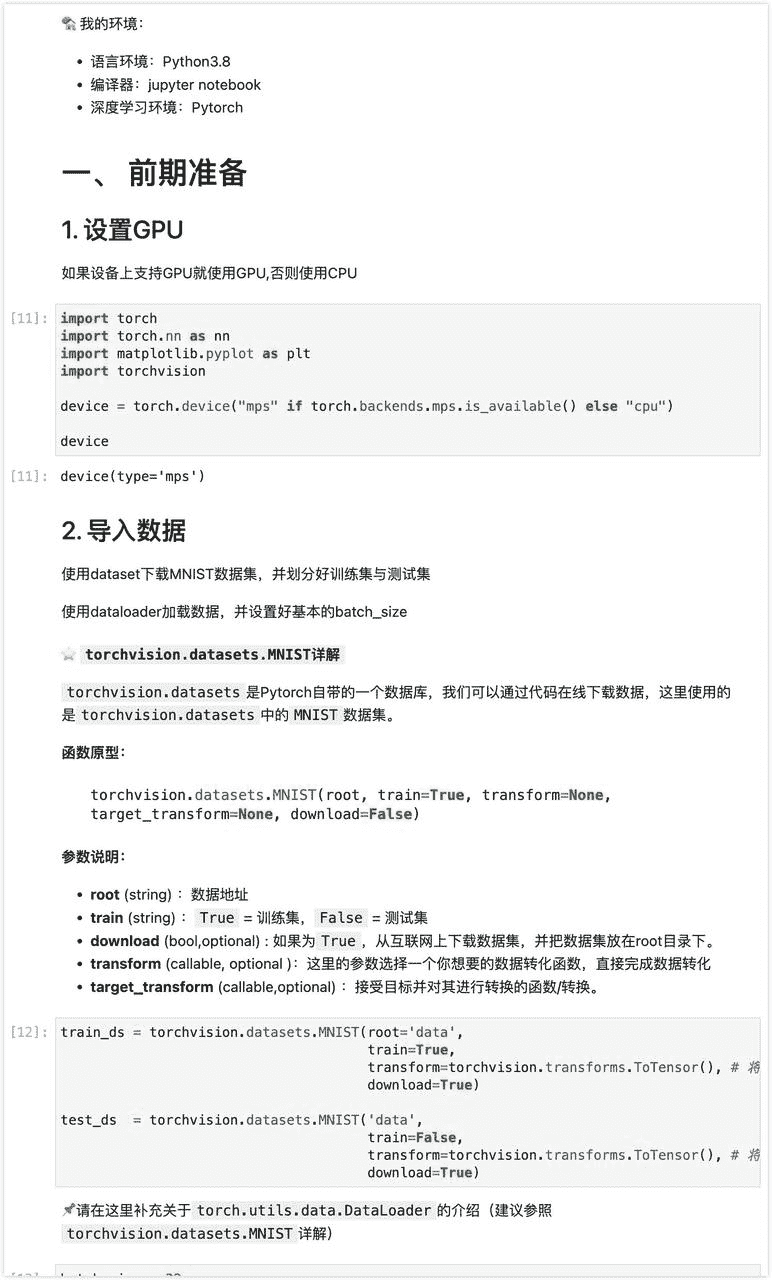 我的环境：
• 语言环境：Python3.8
• 编译器：jupyter notebook
• 深度学习环境：Pytorch
一、 前期准备
1. 设置GPU
如果设备上支持GPU就使用GPU,否则使用CPU
[11]: import torch
import torch.nn as nn
import matplotlib.pyplot as plt
import torchvision
device = torch.device("mps" if torch.backends.mps.is_available() else "cpu")
device
[11]: device(type='mps')
2. 导入数据
使用dataset下载MNIST数据集，并划分好训练集与测试集
使用dataloader加载数据，并设置好基本的batch_size
torchvision.datasets.MNIST详解
torchvision.datasets是Pytorch自带的一个数据库，我们可以通过代码在线下载数据，这里使用的
是torchvision.datasets中的MNIST数据集。
函数原型：
torchvision.datasets.MNIST(root, train=True, transform=None,
target_transform=None, download=False)
参数说明：
• root (string) ：数据地址
• train (string) ： True = 训练集， False = 测试集
• download (bool,optional) : 如果为 True ，从互联网上下载数据集，并把数据集放在root目录下。
• transform (callable, optional )：这里的参数选择一个你想要的数据转化函数，直接完成数据转化
• target_transform (callable,optional) ：接受目标并对其进行转换的函数/转换。
[12]: train_ds = torchvision.datasets.MNIST(root='data',
train=True,
transform=torchvision.transforms.ToTensor(), # 将
download=True)
test_ds  = torchvision.datasets.MNIST('data',
train=False,
transform=torchvision.transforms.ToTensor(), # 将
download=True)
请在这里补充关于 torch.utils.data.DataLoader 的介绍（建议参照
torchvision.datasets.MNIST 详解）